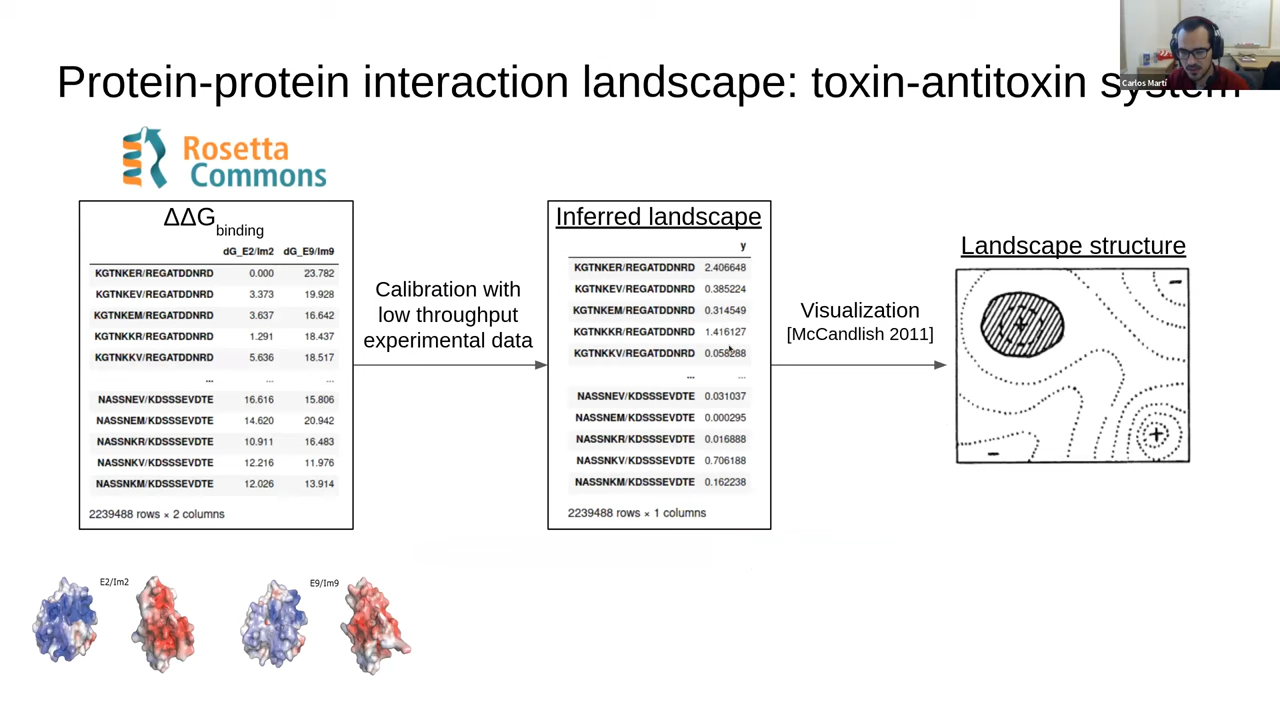 Protein-protein interaction landscape: toxin-antitoxin system
Carlos Martí
Rosetta
Commons
ΔΔGbinding
dG_E2/Im2 dG_E9/Im9
KGTNKER/REGATDDNRD 0.000 23.782
KGTNKEV/REGATDDNRD 3.373 19.928
KGTNKEM/REGATDDNRD 3.637 16.642
KGTNKKR/REGATDDNRD 1.291 18.437
KGTNKKV/REGATDDNRD 5.636 18.517
... ... ...
NASSNEV/KDSSSEVDTE 16.616 15.806
NASSNEM/KDSSSEVDTE 14.620 20.942
NASSNKR/KDSSSEVDTE 10.911 16.483
NASSNKV/KDSSSEVDTE 12.216 11.976
NASSNKM/KDSSSEVDTE 12.026 13.914
2239488 rows × 2 columns
Calibration with
low throughput
experimental data
Inferred landscape
y
KGTNKER/REGATDDNRD 2.406648
KGTNKEV/REGATDDNRD 0.385224
KGTNKEM/REGATDDNRD 0.314549
KGTNKKR/REGATDDNRD 1.416127
KGTNKKV/REGATDDNRD 0.058288
... ...
NASSNEV/KDSSSEVDTE 0.031037
NASSNEM/KDSSSEVDTE 0.000295
NASSNKR/KDSSSEVDTE 0.016888
NASSNKV/KDSSSEVDTE 0.706188
NASSNKM/KDSSSEVDTE 0.162238
2239488 rows × 1 columns
Visualization
[McCandlish 2011]
Landscape structure
-
+
+
-
E2/Im2
E9/Im9